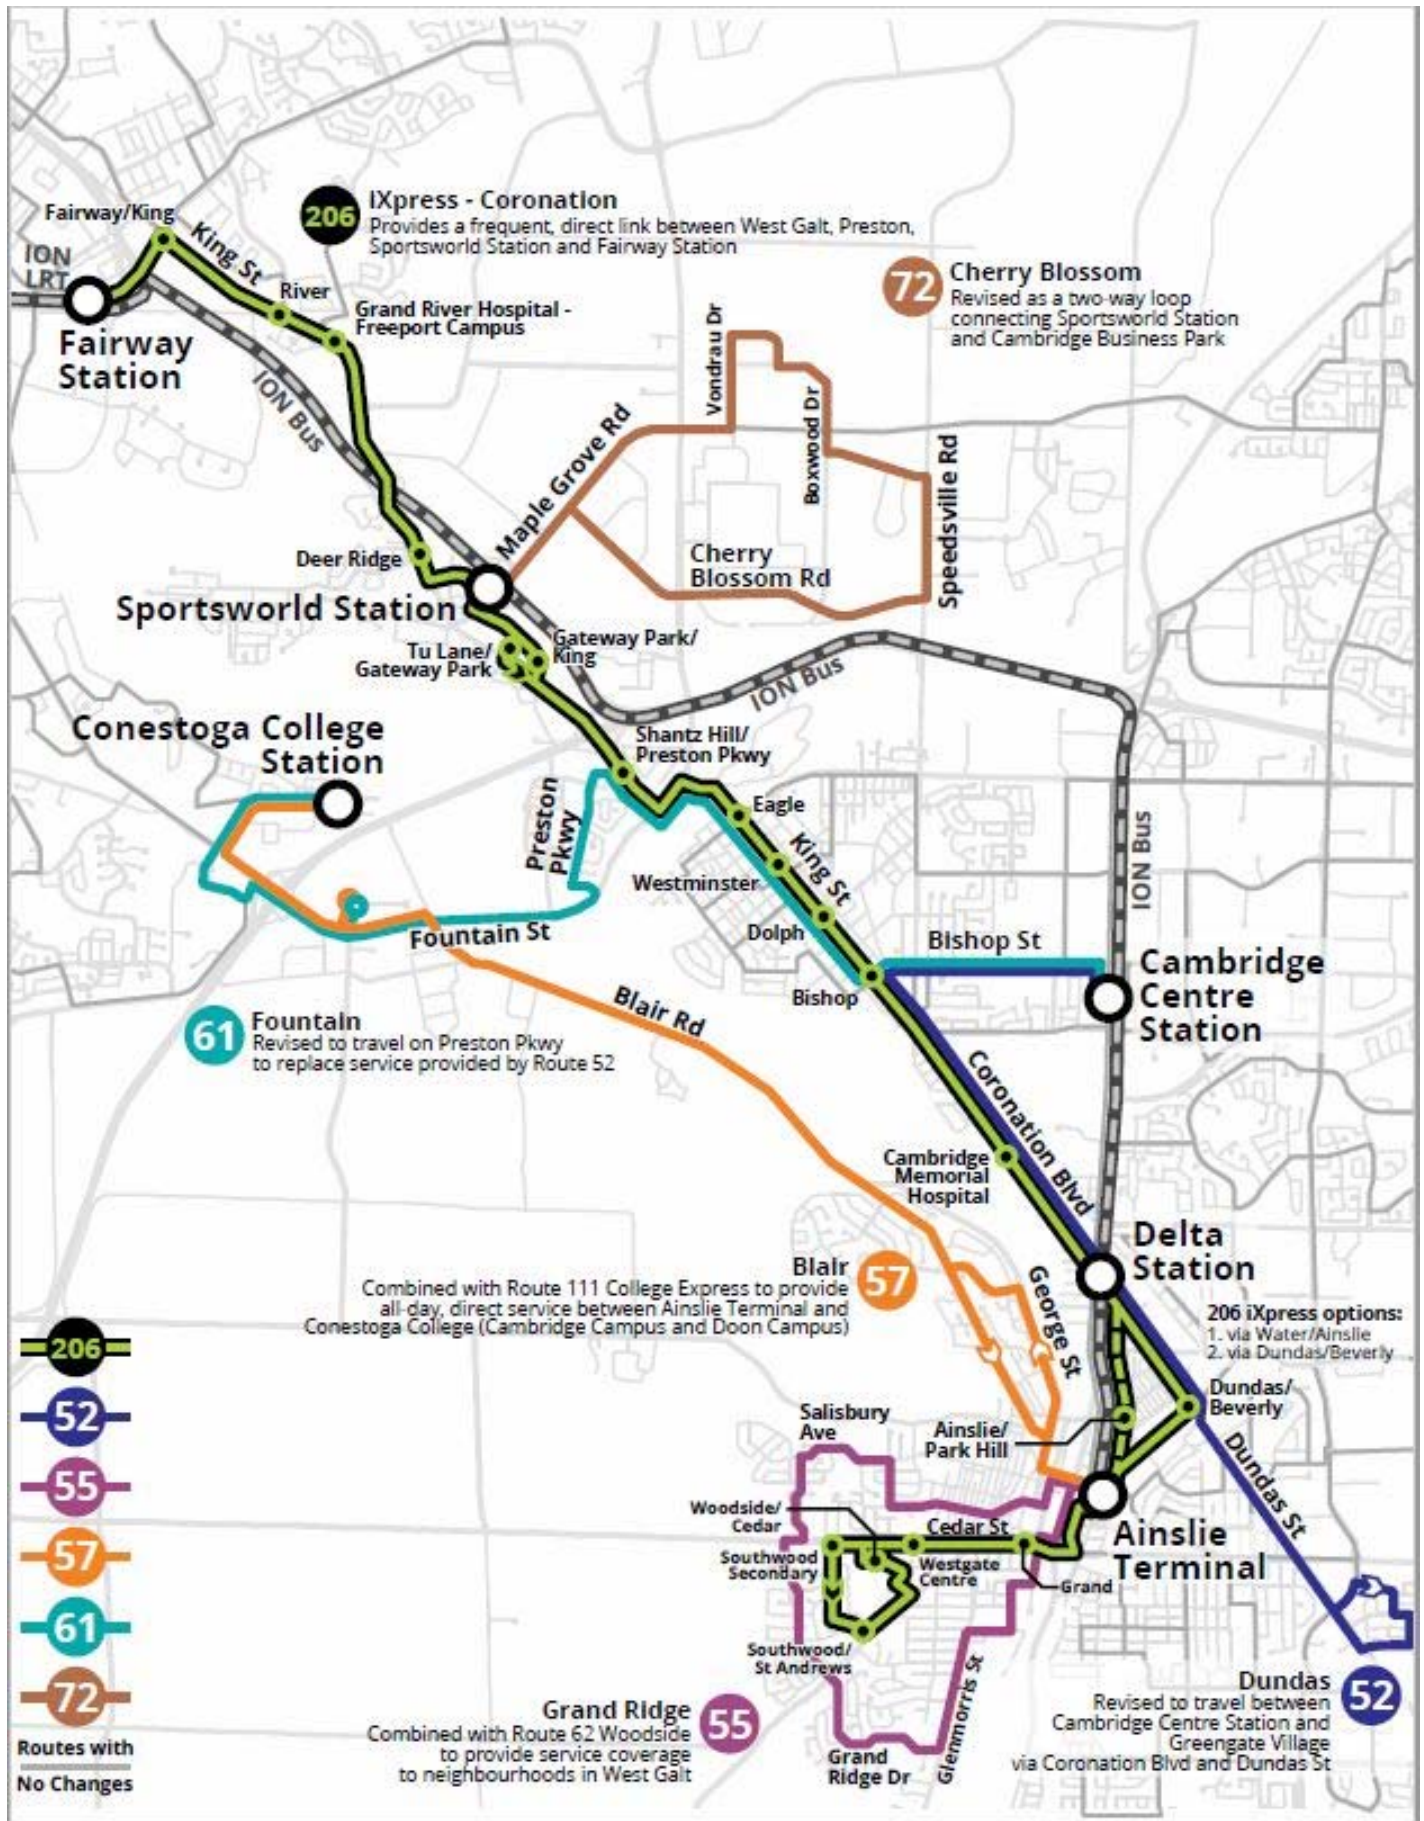 206
iXpress - Coronation
Provides a frequent, direct link between West Galt, Preston,
Sportsworld Station and Fairway Station
Fairway/King
King St
ION
LRT
River
Grand River Hospital -
Freeport Campus
Fairway
Station
ION Bus
72
Cherry Blossom
Revised as a two-way loop
connecting Sportsworld Station
and Cambridge Business Park
Vondrau Dr
Maple Grove Rd
Boxwood Dr
Speedsville Rd
Cherry
Blossom Rd
Deer Ridge
Sportsworld Station
Gateway Park/
King
Tu Lane/
Gateway Park
ION Bus
Conestoga College
Station
Shantz Hill/
Preston Pkwy
Preston
Pkwy
Eagle
King St
ION Bus
Westminster
Dolph
Fountain St
Bishop St
Bishop
Cambridge
Centre
Station
Blair Rd
61
Fountain
Revised to travel on Preston Pkwy
to replace service provided by Route 52
Coronation Blvd
Cambridge
Memorial
Hospital
Delta
Station
Blair
57
Combined with Route 111 College Express to provide
all-day, direct service between Ainslie Terminal and
Conestoga College (Cambridge Campus and Doon Campus)
George St
206 iXpress options:
1. via Water/Ainslie
2. via Dundas/Beverly
Dundas/
Beverly
Salisbury
Ave
Ainslie/
Park Hill
Dundas St
Woodside/
Cedar
Cedar St
Ainslie
Terminal
Southwood
Secondary
Westgate
Centre
Grand
Southwood/
St Andrews
Glenmorris St
Grand
Ridge Dr
Grand Ridge
55
Combined with Route 62 Woodside
to provide service coverage
to neighbourhoods in West Galt
Dundas
52
Revised to travel between
Cambridge Centre Station and
Greengate Village
via Coronation Blvd and Dundas St
206
52
55
57
61
72
Routes with
No Changes